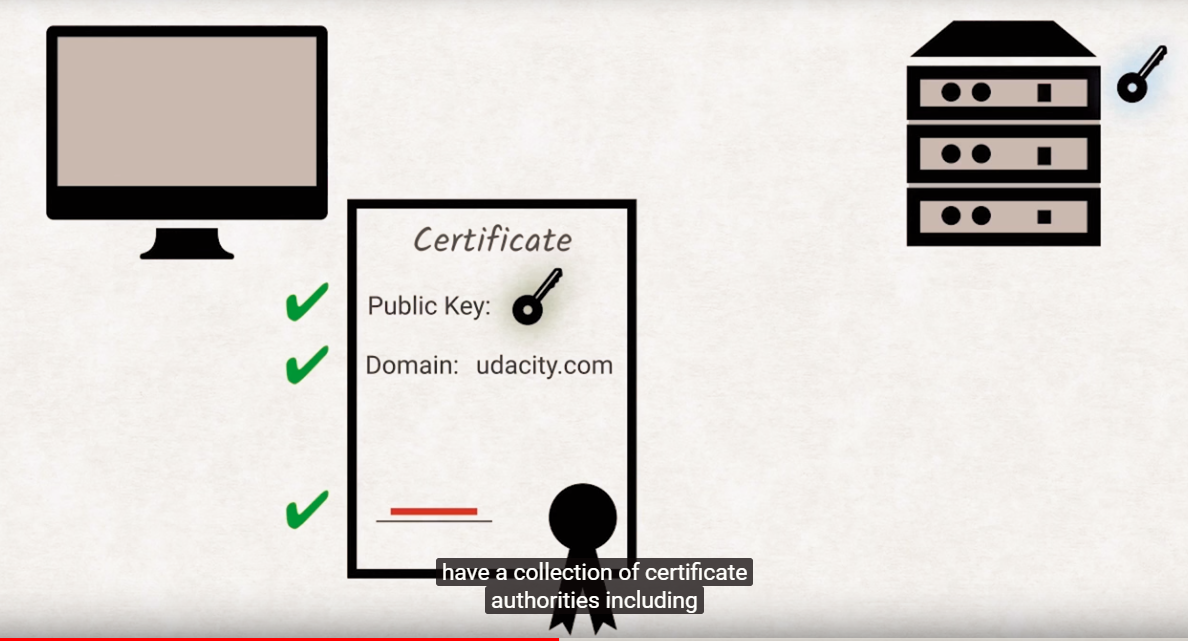 Certificate
Public Key:
Domain: udacity.com
have a collection of certificate
authorities including